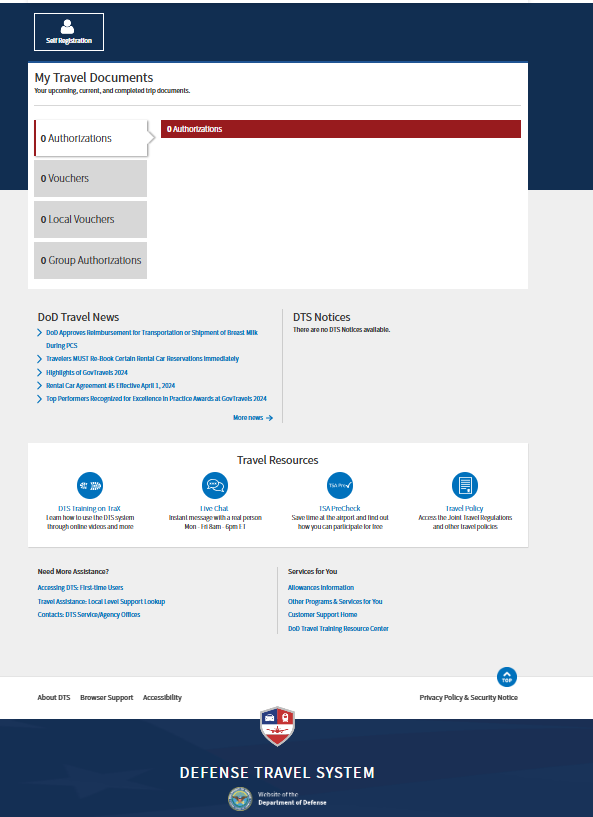 Self Registration
My Travel Documents
Your upcoming, current, and completed trip documents.
0 Authorizations
0 Authorizations
0 Vouchers
0 Local Vouchers
0 Group Authorizations
DoD Travel News
DoD Approves Reimbursement for Transportation or Shipment of Breast Milk
During PCS
Travelers MUST Re-Book Certain Rental Car Reservations Immediately
Highlights of GovTravels 2024
Rental Car Agreement #5 Effective April 1, 2024
Top Performers Recognized for Excellence in Practice Awards at GovTravels 2024
More news
DTS Notices
There are no DTS Notices available.
Travel Resources
DTS Training on TraX
Learn how to use the DTS system
through online videos and more
Live Chat
Instant message with a real person
Mon - Fri 8am - 6pm ET
TSA Pre
TSA PreCheck
Save time at the airport and find out
how you can participate for free
Travel Policy
Access the Joint Travel Regulations
and other travel policies
Need More Assistance?
Accessing DTS: First-time Users
Travel Assistance: Local Level Support Lookup
Contacts: DTS Service/Agency Offices
Services for You
Allowances Information
Other Programs & Services for You
Customer Support Home
DoD Travel Training Resource Center
TOP
About DTS Browser Support Accessibility
Privacy Policy & Security Notice
DEFENSE TRAVEL SYSTEM
Website of the
Department of Defense